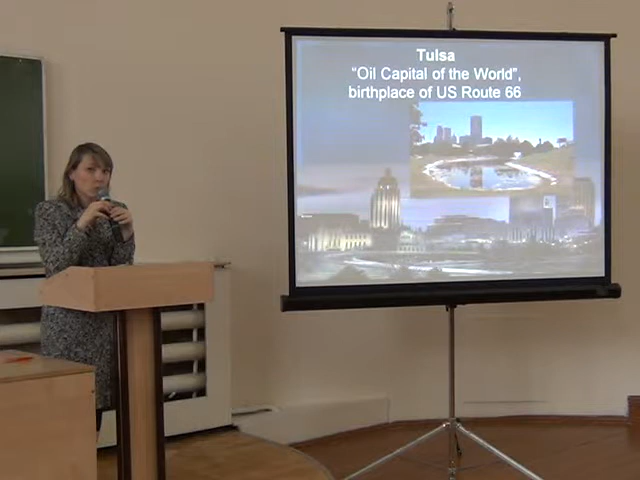 Tulsa
“Oil Capital of the World”,
birthplace of US Route 66